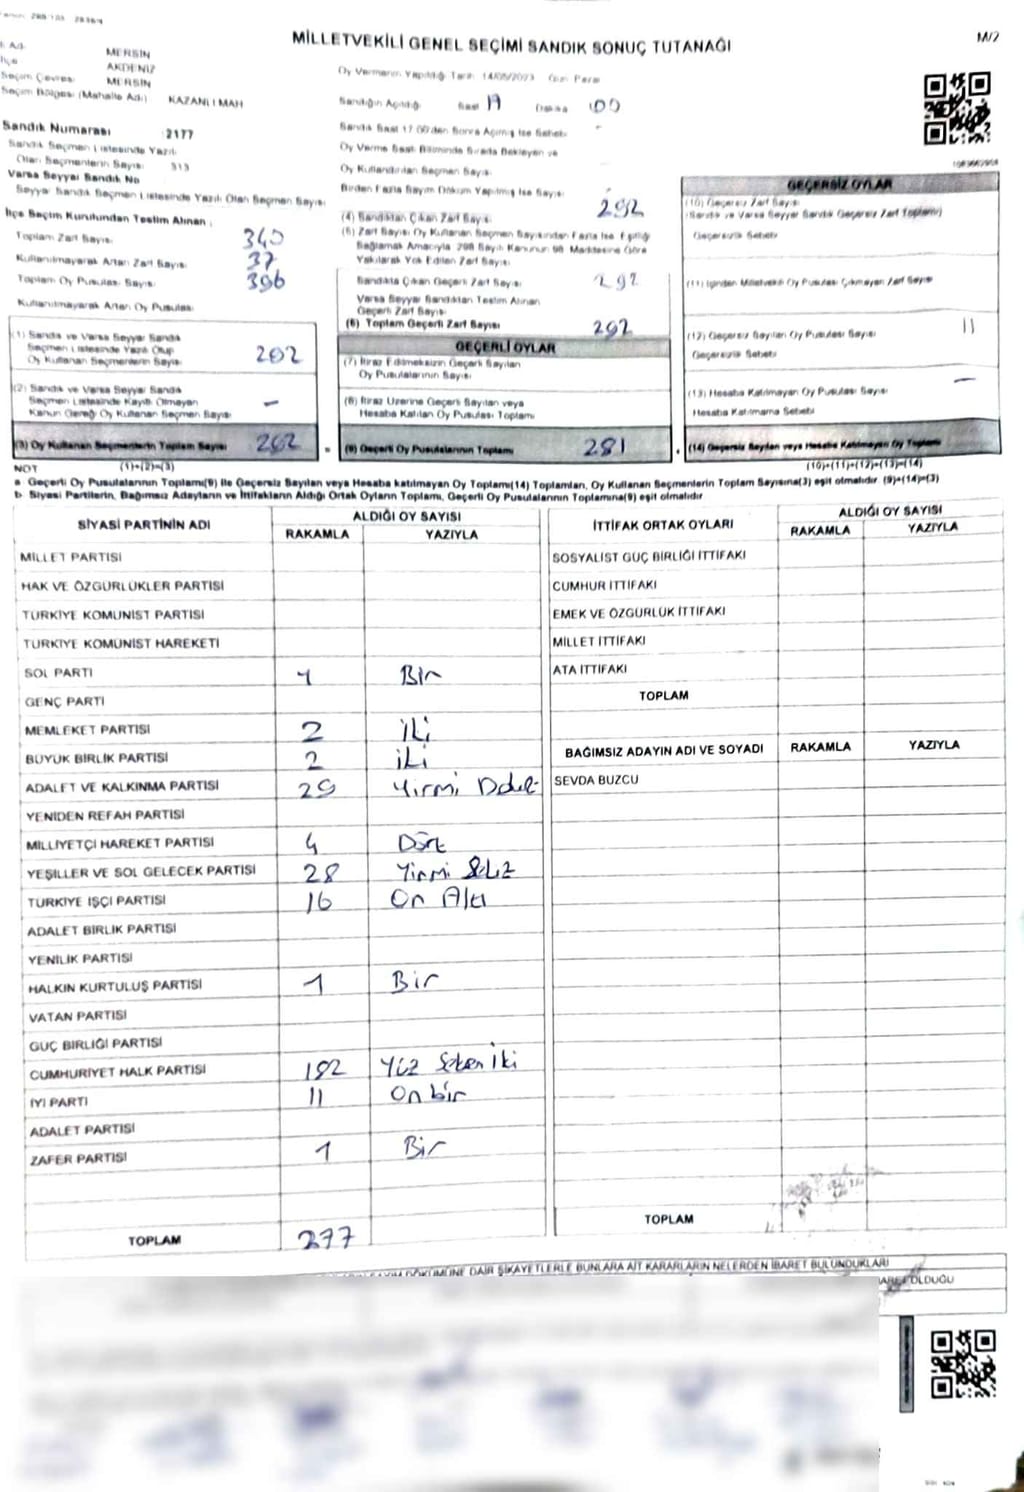 MİLLETVEKİLİ GENEL SEÇİMİ SANDIK SONUÇ TUTANAĞI
M/2
MERSİN
AKDENİZ
Seçim Çevresi MERSİN
Seçim Bölgesi (Mahalle Adı) KAZANLI MAH
Sandık Numarası 2177
Sandık Seçmen Listesinde Yazılı
Olan Seçmenlerin Sayısı 313
Varsa Seyyar Sandık No
Seyyar Sandık Seçmen Listesinde Yazılı Olan Seçmen Sayısı
İlçe Seçim Kurulundan Teslim Alınan ;
Toplam Zarf Sayısı 340
Kullanılmayarak Artan Zarf Sayısı 37
Toplam Oy Pusulası Sayısı 396
Kullanılmayarak Artan Oy Pusulası
(1) Sandık ve Varsa Seyyar Sandık
Seçmen Listesinde Yazılı Olup
Oy Kullanan Seçmenlerin Sayısı
(2) Sandık ve Varsa Seyyar Sandık
Seçmen Listesinde Kayıtlı Olmayan
Kanun Gereği Oy Kullanan Seçmen Sayısı -
(3) Oy Kullanan Seçmenlerin Toplam Sayısı
Oy Vermenin Yapıldığı Tarih 14/05/2023 Gün Pazar
Sandığın Açıldığı Saat Dakika 00
Sandık Saat 17:00'den Sonra Açılmış İse Sebebi -
Oy Verme Saati Bitiminde Sırada Bekleyen ve
Oy Kullandırılan Seçmen Sayısı
Birden Fazla Sayım Döküm Yapılmış İse Sayısı -
(4) Sandıktan Çıkan Zarf Sayısı 292
(5) Zarf Sayısı Oy Kullanan Seçmen Sayısından Fazla İse Eşitliği
Sağlamak Amacıyla 298 Sayılı Kanunun 98. Maddesine Göre
Yakılarak Yok Edilen Zarf Sayısı
Sandıkta Çıkan Geçerli Zarf Sayısı 292
Varsa Seyyar Sandıktan Teslim Alınan
Geçerli Zarf Sayısı
(6) Toplam Geçerli Zarf Sayısı 292
GEÇERLİ OYLAR
(7) İtiraz Edilmeksizin Geçerli Sayılan
Oy Pusulalarının Sayısı
(8) İtiraz Üzerine Geçerli Sayılan veya
Hesaba Katılan Oy Pusulası Toplamı
(9) Geçerli Oy Pusulalarının Toplamı 281
GEÇERSİZ OYLAR
(10) Geçersiz Zarf Sayısı
(Sandık ve Varsa Seyyar Sandık Geçersiz Zarf Toplamı)
Geçersizlik Sebebi
(11) İçinden Milletvekili Oy Pusulası Çıkmayan Zarf Sayısı
(12) Geçersiz Sayılan Oy Pusulası Sayısı 11
Geçersizlik Sebebi
(13) Hesaba Katılmayan Oy Pusulası Sayısı -
Hesaba Katılmama Sebebi
(14) Geçersiz Sayılan veya Hesaba Katılmayan Oy Toplamı
NOT (1)+(2)=(3) (10)+(11)+(12)+(13)=(14)
a Geçerli Oy Pusulalarının Toplamı(9) ile Geçersiz Sayılan veya Hesaba katılmayan Oy Toplamı(14) Toplamları, Oy Kullanan Seçmenlerin Toplam Sayısına(3) eşit olmalıdır. (9)+(14)=(3)
b Siyasi Partilerin, Bağımsız Adayların ve İttifakların Aldığı Ortak Oyların Toplamı, Geçerli Oy Pusulalarının Toplamına(9) eşit olmalıdır
SİYASİ PARTİNİN ADI ALDIĞI OY SAYISI
RAKAMLA YAZIYLA
MİLLET PARTİSİ
HAK VE ÖZGÜRLÜKLER PARTİSİ
TÜRKİYE KOMÜNİST PARTİSİ
TÜRKİYE KOMÜNİST HAREKETİ
SOL PARTİ 1 Bir
GENÇ PARTİ
MEMLEKET PARTİSİ 2 İki
BÜYÜK BİRLİK PARTİSİ 2 İki
ADALET VE KALKINMA PARTİSİ 29 Yirmi
YENİDEN REFAH PARTİSİ
MİLLİYETÇİ HAREKET PARTİSİ 4 Dört
YEŞİLLER VE SOL GELECEK PARTİSİ 28 Yirmi Sekiz
TÜRKİYE İŞÇİ PARTİSİ 16 On Altı
ADALET BİRLİK PARTİSİ
YENİLİK PARTİSİ
HALKIN KURTULUŞ PARTİSİ 1 Bir
VATAN PARTİSİ
GÜÇ BİRLİĞİ PARTİSİ
CUMHURİYET HALK PARTİSİ 182 Yüz Seksen İki
İYİ PARTİ 11 On bir
ADALET PARTİSİ
ZAFER PARTİSİ 1 Bir
TOPLAM 277
İTTİFAK ORTAK OYLARI ALDIĞI OY SAYISI
RAKAMLA YAZIYLA
SOSYALİST GÜÇ BİRLİĞİ İTTİFAKI
CUMHUR İTTİFAKI
EMEK VE ÖZGÜRLÜK İTTİFAKI
MİLLET İTTİFAKI
ATA İTTİFAKI
TOPLAM
BAĞIMSIZ ADAYIN ADI VE SOYADI RAKAMLA YAZIYLA
SEVDA BUZCU
TOPLAM
DÖKÜMÜNE DAİR ŞİKAYETLERLE BUNLARA AİT KARARLARIN NELERDEN İBARET BULUNDUKLARI
OLDUĞU